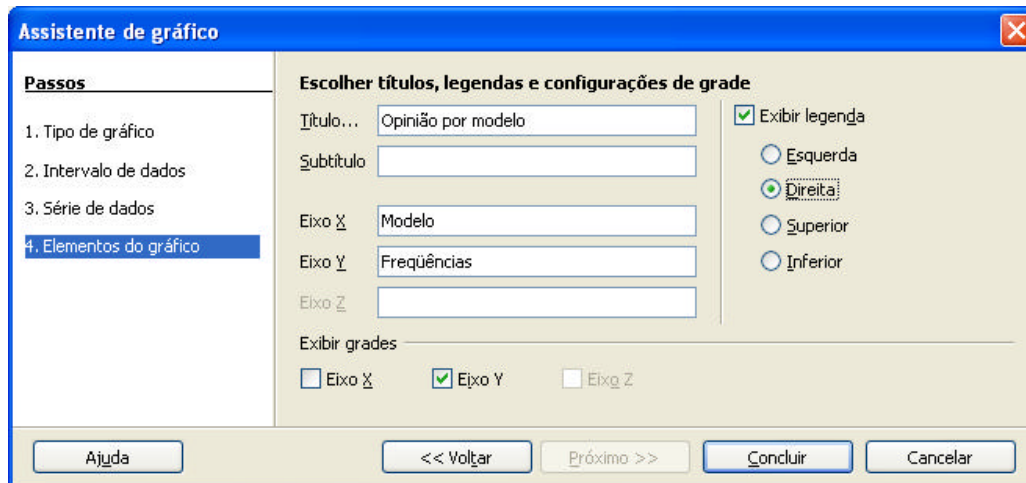 Assistente de gráfico
Passos
1. Tipo de gráfico
2. Intervalo de dados
3. Série de dados
4. Elementos do gráfico
Escolher títulos, legendas e configurações de grade
Título... Opinião por modelo
Subtítulo
Eixo X Modelo
Eixo Y Freqüências
Eixo Z
Exibir legenda
Esquerda
Direita
Superior
Inferior
Exibir grades
Eixo X Eixo Y Eixo Z
Ajuda << Voltar Próximo >> Concluir Cancelar